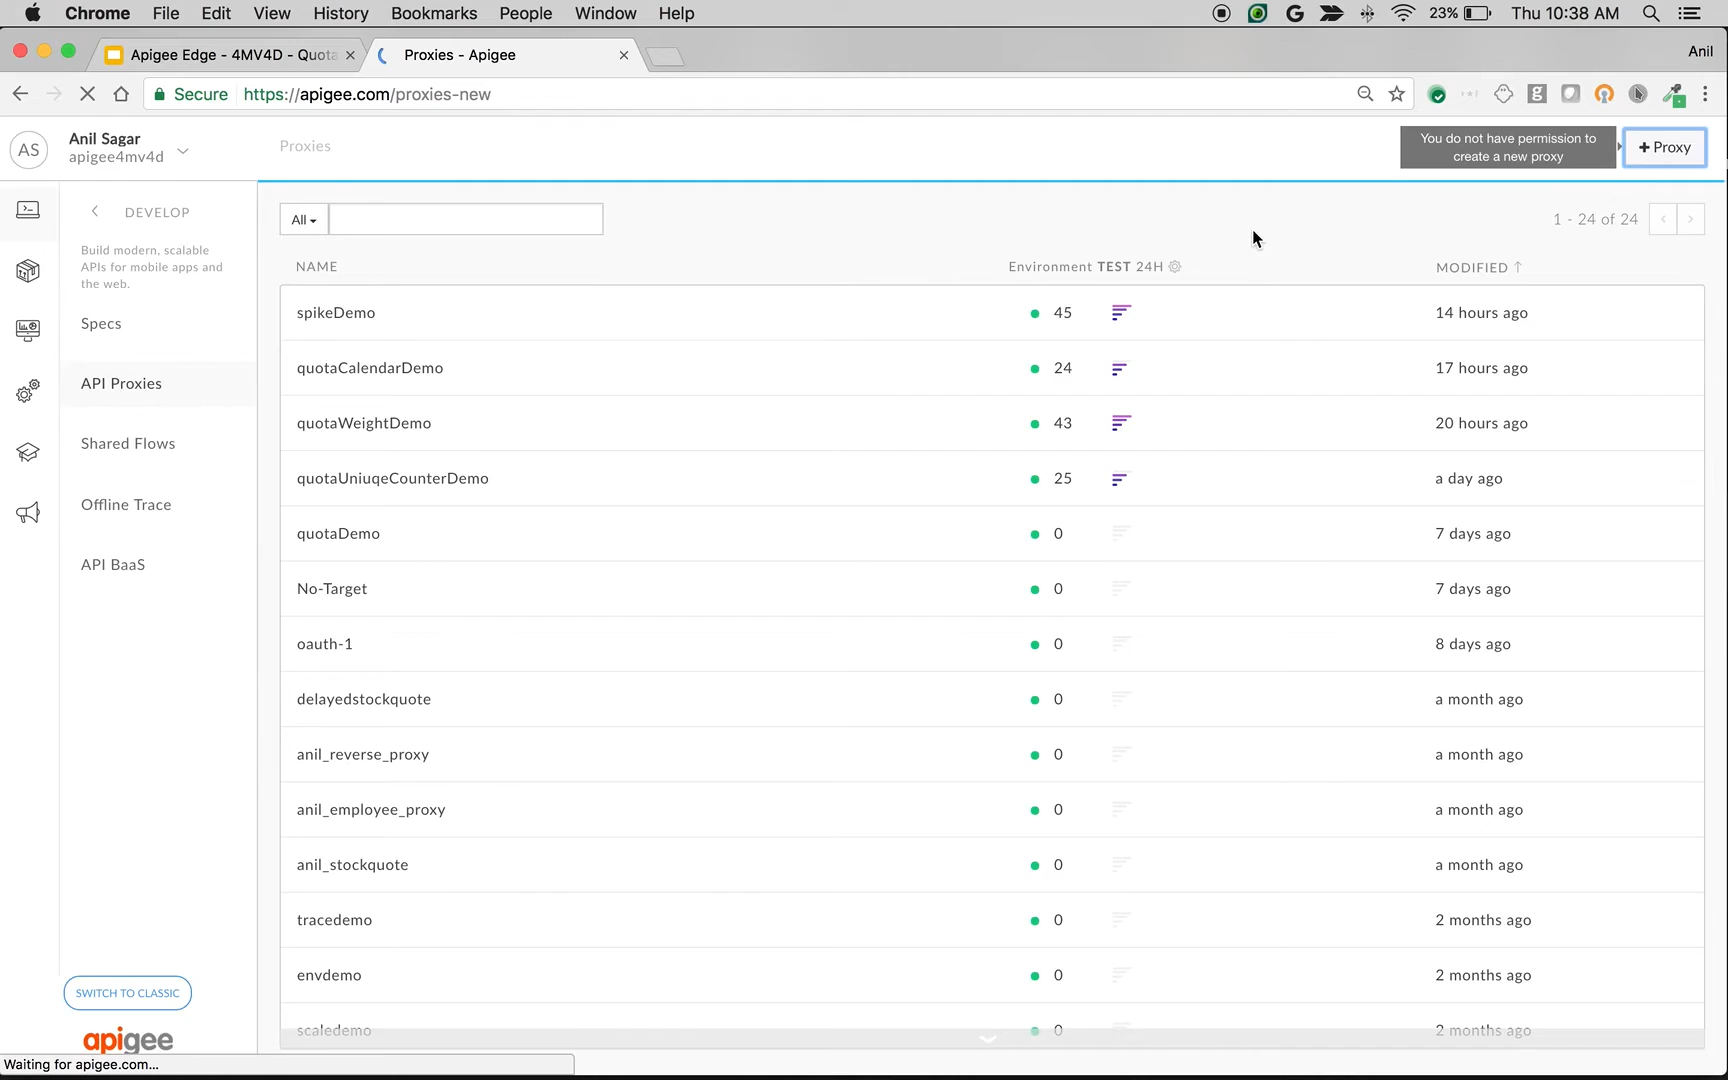 Chrome File Edit View History Bookmarks People Window Help 23% Thu 10:38 AM
Apigee Edge - 4MV4D - Quota Proxies - Apigee Anil
Secure https://apigee.com/proxies-new
AS
Anil Sagar
apigee4mv4d
Proxies
You do not have permission to
create a new proxy
+ Proxy
DEVELOP
Build modern, scalable
APIs for mobile apps and
the web.
Specs
API Proxies
Shared Flows
Offline Trace
API BaaS
SWITCH TO CLASSIC
apigee
All
1 - 24 of 24
NAME Environment TEST 24H MODIFIED
spikeDemo 45 14 hours ago
quotaCalendarDemo 24 17 hours ago
quotaWeightDemo 43 20 hours ago
quotaUniuqeCounterDemo 25 a day ago
quotaDemo 0 7 days ago
No-Target 0 7 days ago
oauth-1 0 8 days ago
delayedstockquote 0 a month ago
anil_reverse_proxy 0 a month ago
anil_employee_proxy 0 a month ago
anil_stockquote 0 a month ago
tracedemo 0 2 months ago
envdemo 0 2 months ago
scaledemo 0 2 months ago
Waiting for apigee.com...